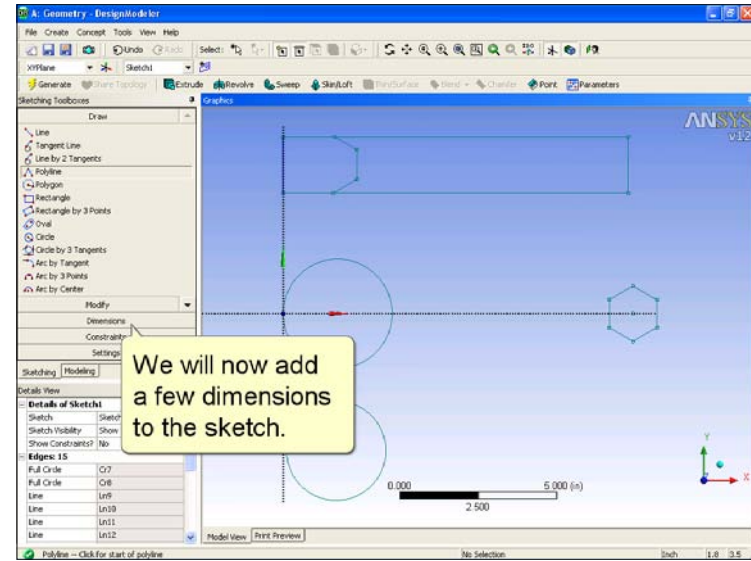 A: Geometry - DesignModeler
File Create Concept Tools View Help
Undo Redo Select:
XYPlane Sketch1
Generate Share Topology Extrude Revolve Sweep Skin/Loft Thin/Surface Blend Chamfer Point Parameters
Sketching Toolboxes
Graphics
Draw
ANSYS
v12
Line
Tangent Line
Line by 2 Tangents
Polyline
Polygon
Rectangle
Rectangle by 3 Points
Oval
Circle
Circle by 3 Tangents
Arc by Tangent
Arc by 3 Points
Arc by Center
Modify
Dimensions
Constraints
Settings
We will now add
a few dimensions
to the sketch.
Sketching Modeling
Details View
Details of Sketch1
Sketch Sketch
Sketch Visibility Show
Show Constraints? No
Edges: 15
Full Circle Cr7
Full Circle Cr8
Line Ln9
Line Ln10
Line Ln11
Line Ln12
0.000 5.000 (in)
2.500
Y
X
Model View Print Preview
Polyline -- Click for start of polyline No Selection Inch 1.8 3.5